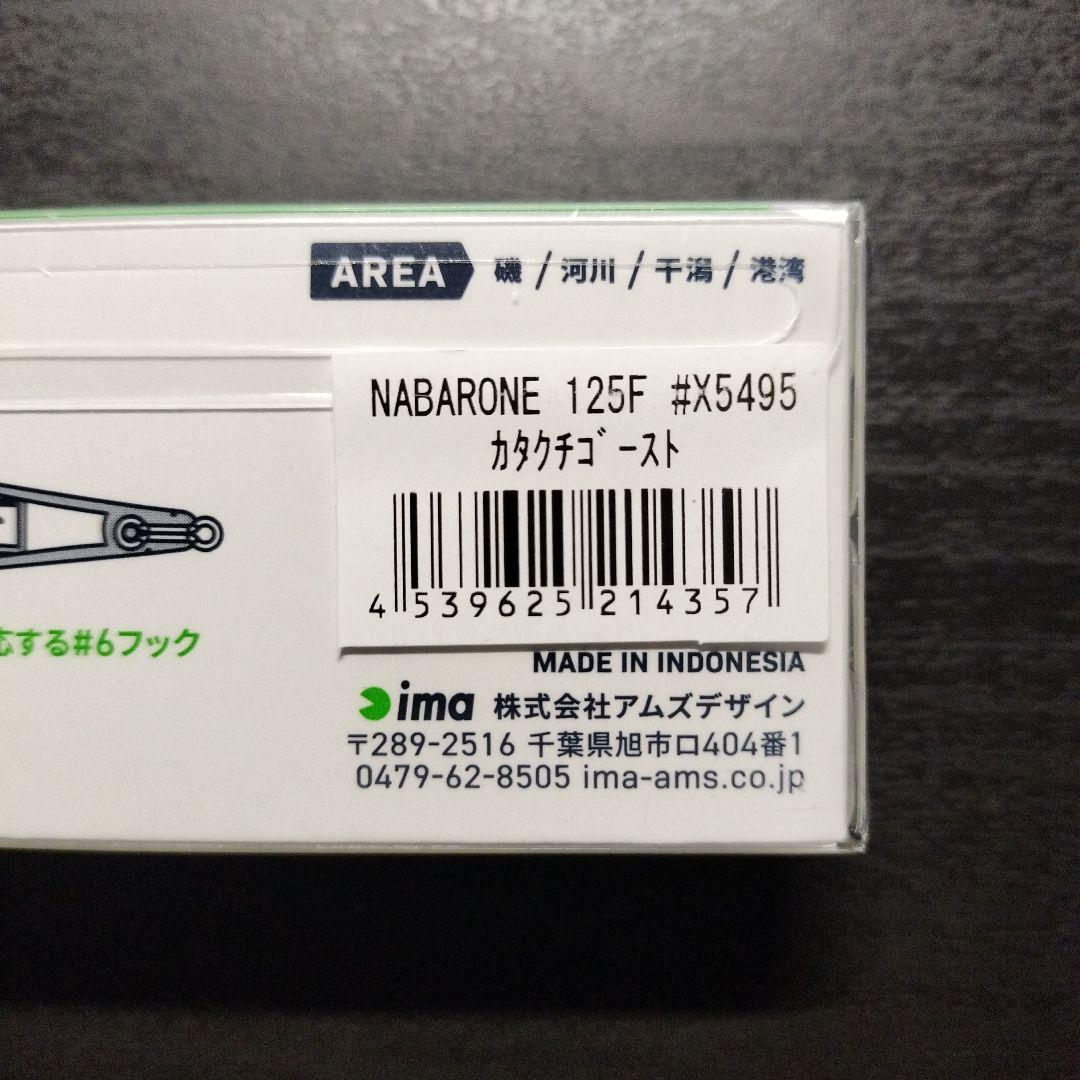 AREA 磯 / 河川 / 干潟 / 港湾
NABARONE 125F #X5495
ｶﾀｸﾁｺﾞｰｽﾄ
4 539625 214357
応する#6フック
MADE IN INDONESIA
ima 株式会社アムズデザイン
〒289-2516 千葉県旭市ロ404番1
0479-62-8505 ima-ams.co.jp